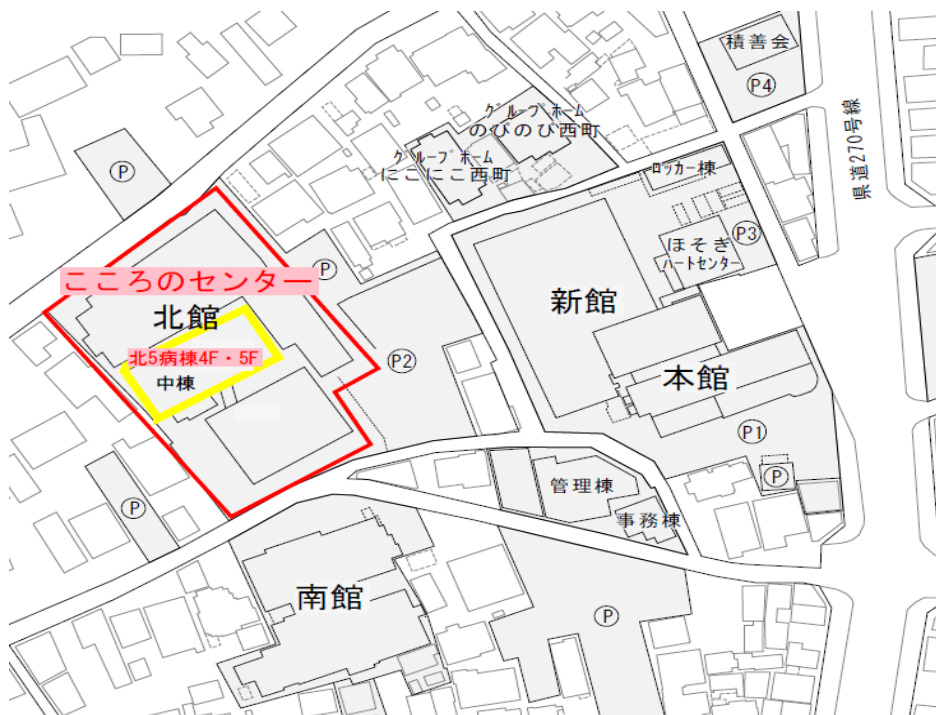 積善会
P4
県道270号線
グループホーム
のびのび西町
グループホーム
にこにこ西町
ロッカー棟
P
P3
ほそぎ
ハートセンター
P
こころのセンター
北館
新館
北5病棟4F・5F
中棟
P2
本館
P1
P
管理棟
P
事務棟
南館
P